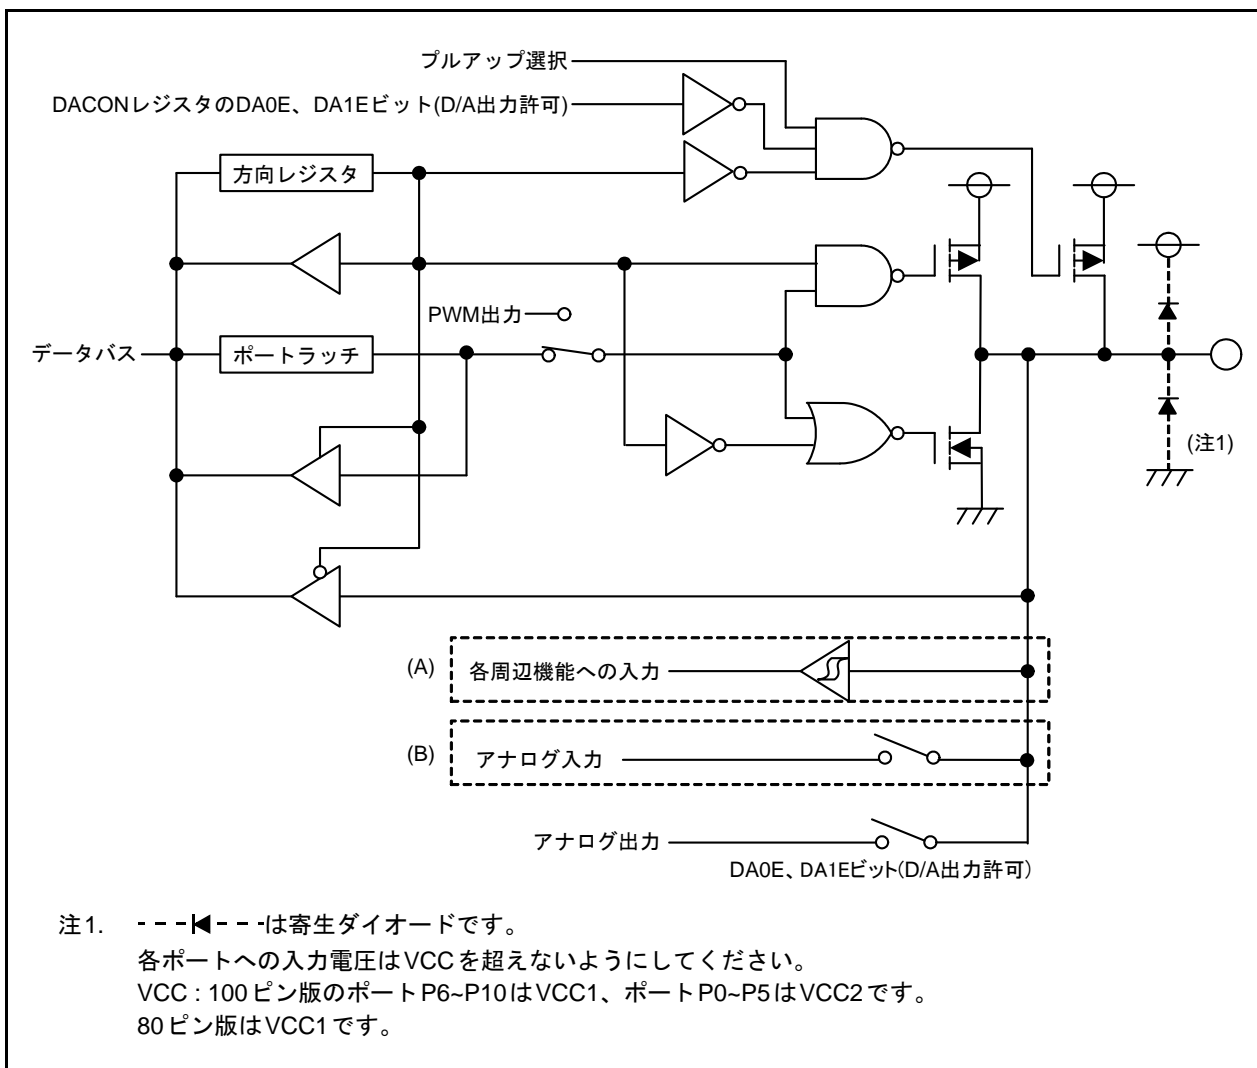 プルアップ選択
DACONレジスタのDA0E、DA1Eビット(D/A出力許可)
方向レジスタ
PWM出力
データバス
ポートラッチ
(注1)
(A)
各周辺機能への入力
(B)
アナログ入力
アナログ出力
DA0E、DA1Eビット(D/A出力許可)
注1. は寄生ダイオードです。
各ポートへの入力電圧はVCCを超えないようにしてください。
VCC : 100ピン版のポートP6~P10はVCC1、ポートP0~P5はVCC2です。
80ピン版はVCC1です。